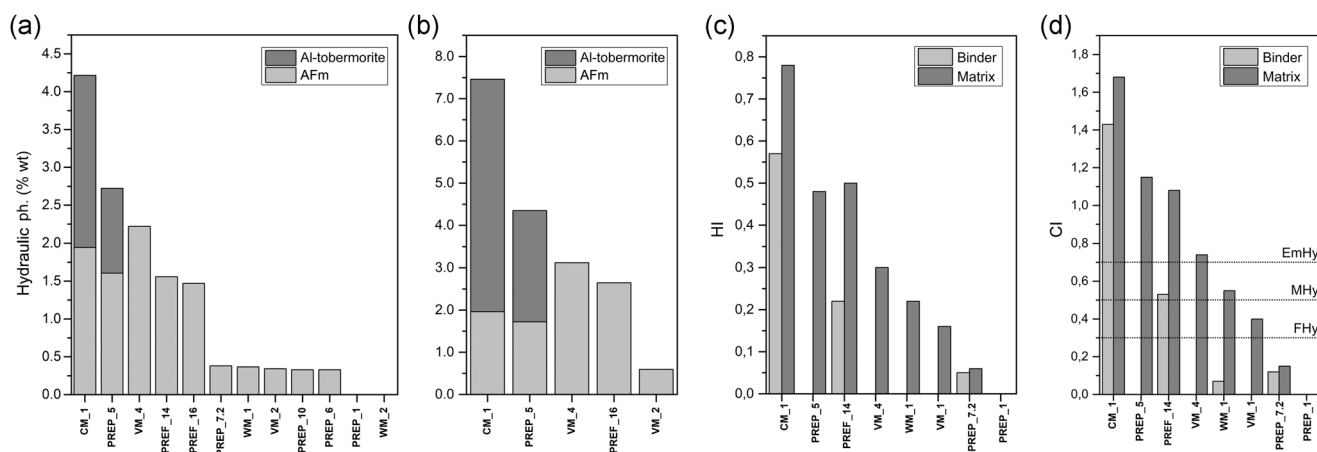 (a)
Al-tobermorite
AFm
Hydraulic ph. (% wt)
4.5
4.0
3.5
3.0
2.5
2.0
1.5
1.0
0.5
0.0
CM_1
PREP_5
VM_4
PREF_14
PREF_16
PREP_7.2
WM_1
VM_2
PREP_10
PREP_6
PREP_1
WM_2
(b)
Al-tobermorite
AFm
8.0
7.0
6.0
5.0
4.0
3.0
2.0
1.0
0.0
CM_1
PREP_5
VM_4
PREF_16
VM_2
(c)
Binder
Matrix
HI
0,8
0,7
0,5
0,4
0,3
0,2
0,1
0,0
CM_1
PREP_5
PREF_14
VM_4
WM_1
VM_1
PREP_7.2
PREP_1
(d)
Binder
Matrix
CI
1,8
1,6
1,4
1,2
1,0
0,8
0,6
0,4
0,2
0,0
EmHy
MHy
FHy
CM_1
PREP_5
PREF_14
VM_4
WM_1
VM_1
PREP_7.2
PREP_1